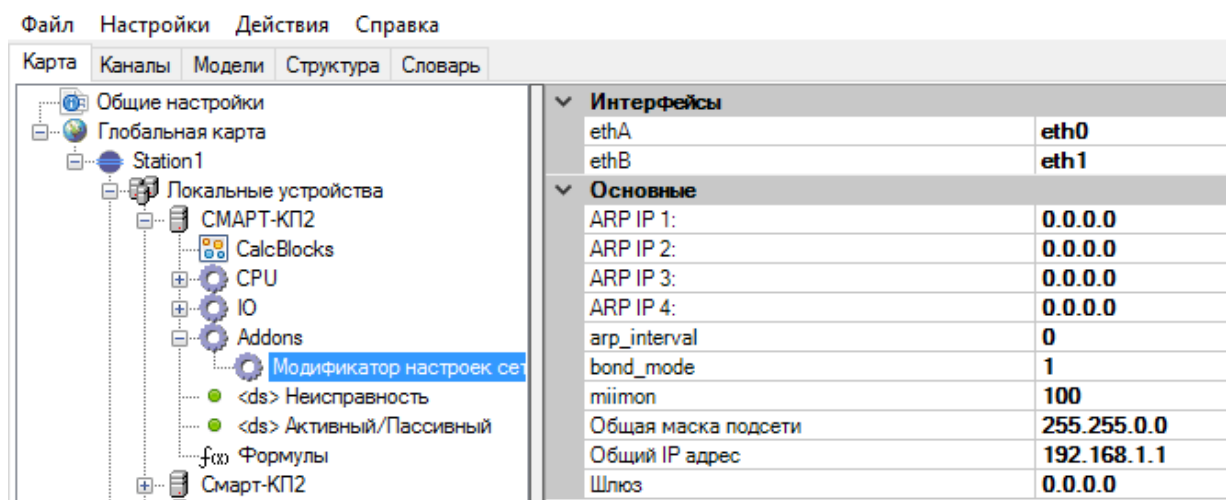 Файл Настройки Действия Справка
Карта Каналы Модели Структура Словарь
Общие настройки
Глобальная карта
Station1
Локальные устройства
СМАРТ-КП2
CalcBlocks
CPU
IO
Addons
Модификатор настроек сет
<ds> Неисправность
<ds> Активный/Пассивный
f(x) Формулы
Смарт-КП2
Интерфейсы
ethA eth0
ethB eth1
Основные
ARP IP 1: 0.0.0.0
ARP IP 2: 0.0.0.0
ARP IP 3: 0.0.0.0
ARP IP 4: 0.0.0.0
arp_interval 0
bond_mode 1
miimon 100
Общая маска подсети 255.255.0.0
Общий IP адрес 192.168.1.1
Шлюз 0.0.0.0